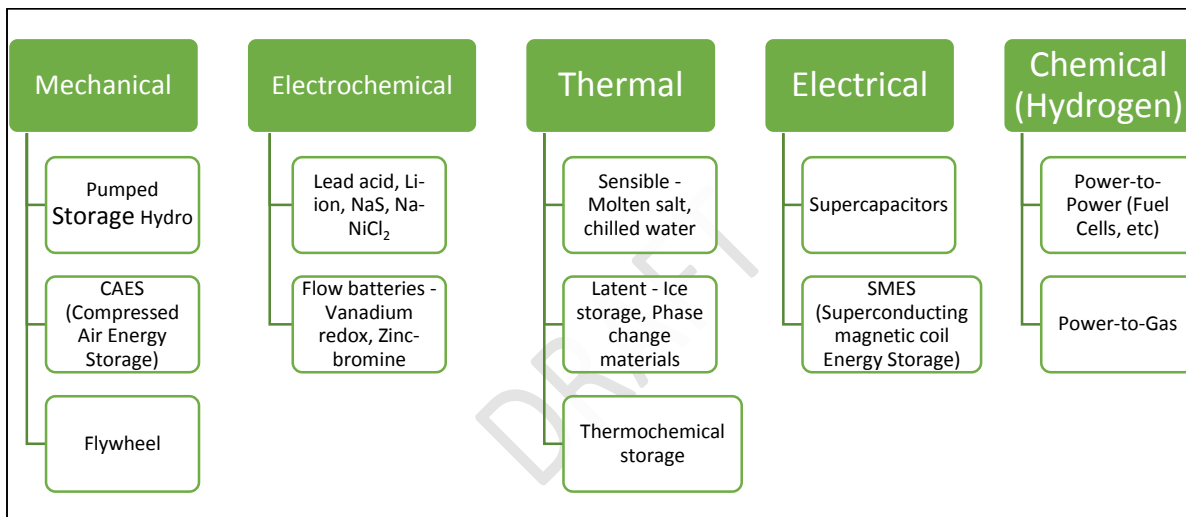 Mechanical
Pumped
Storage Hydro
CAES
(Compressed
Air Energy
Storage)
Flywheel
Electrochemical
Lead acid, Li-
ion, NaS, Na-
NiCl₂
Flow batteries -
Vanadium
redox, Zinc-
bromine
Thermal
Sensible -
Molten salt,
chilled water
Latent - Ice
storage, Phase
change
materials
Thermochemical
storage
Electrical
Supercapacitors
SMES
(Superconducting
magnetic coil
Energy Storage)
Chemical
(Hydrogen)
Power-to-
Power (Fuel
Cells, etc)
Power-to-Gas
DRAFT